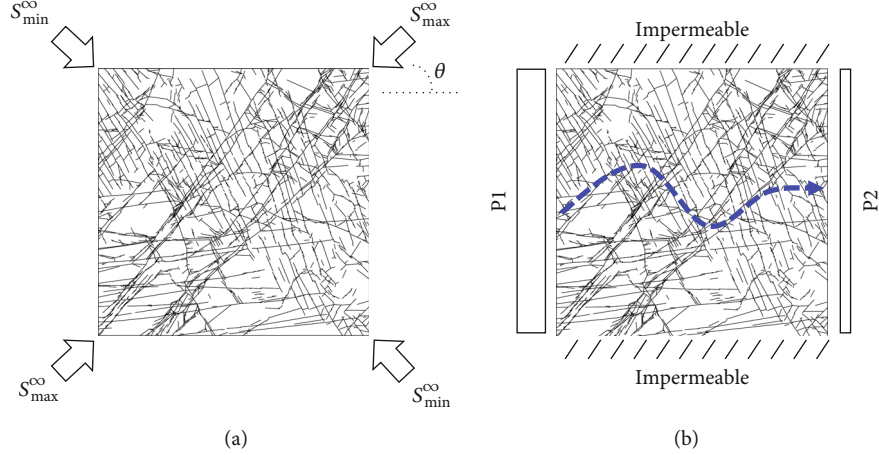 S∞min
S∞max
θ
S∞max
S∞min
(a)
Impermeable
P1
P2
Impermeable
(b)